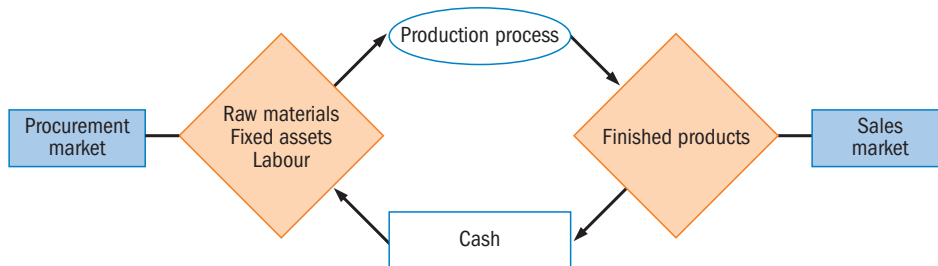 Production process
Procurement
market
Raw materials
Fixed assets
Labour
Finished products
Sales
market
Cash